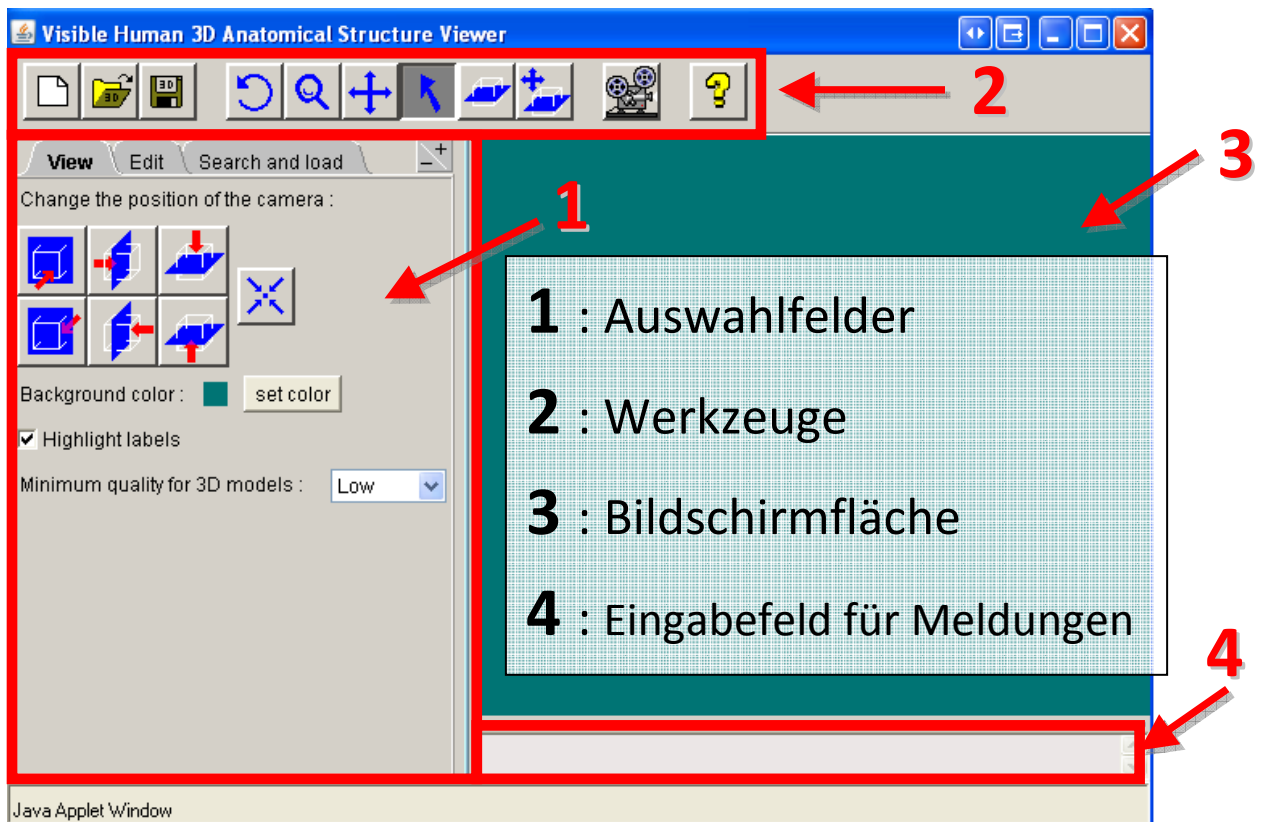 Visible Human 3D Anatomical Structure Viewer
3D
3D
2
View Edit Search and load
3
Change the position of the camera :
1
1 : Auswahlfelder
2 : Werkzeuge
Background color : set color
Highlight labels
Minimum quality for 3D models : Low
3 : Bildschirmfläche
4 : Eingabefeld für Meldungen
4
Java Applet Window